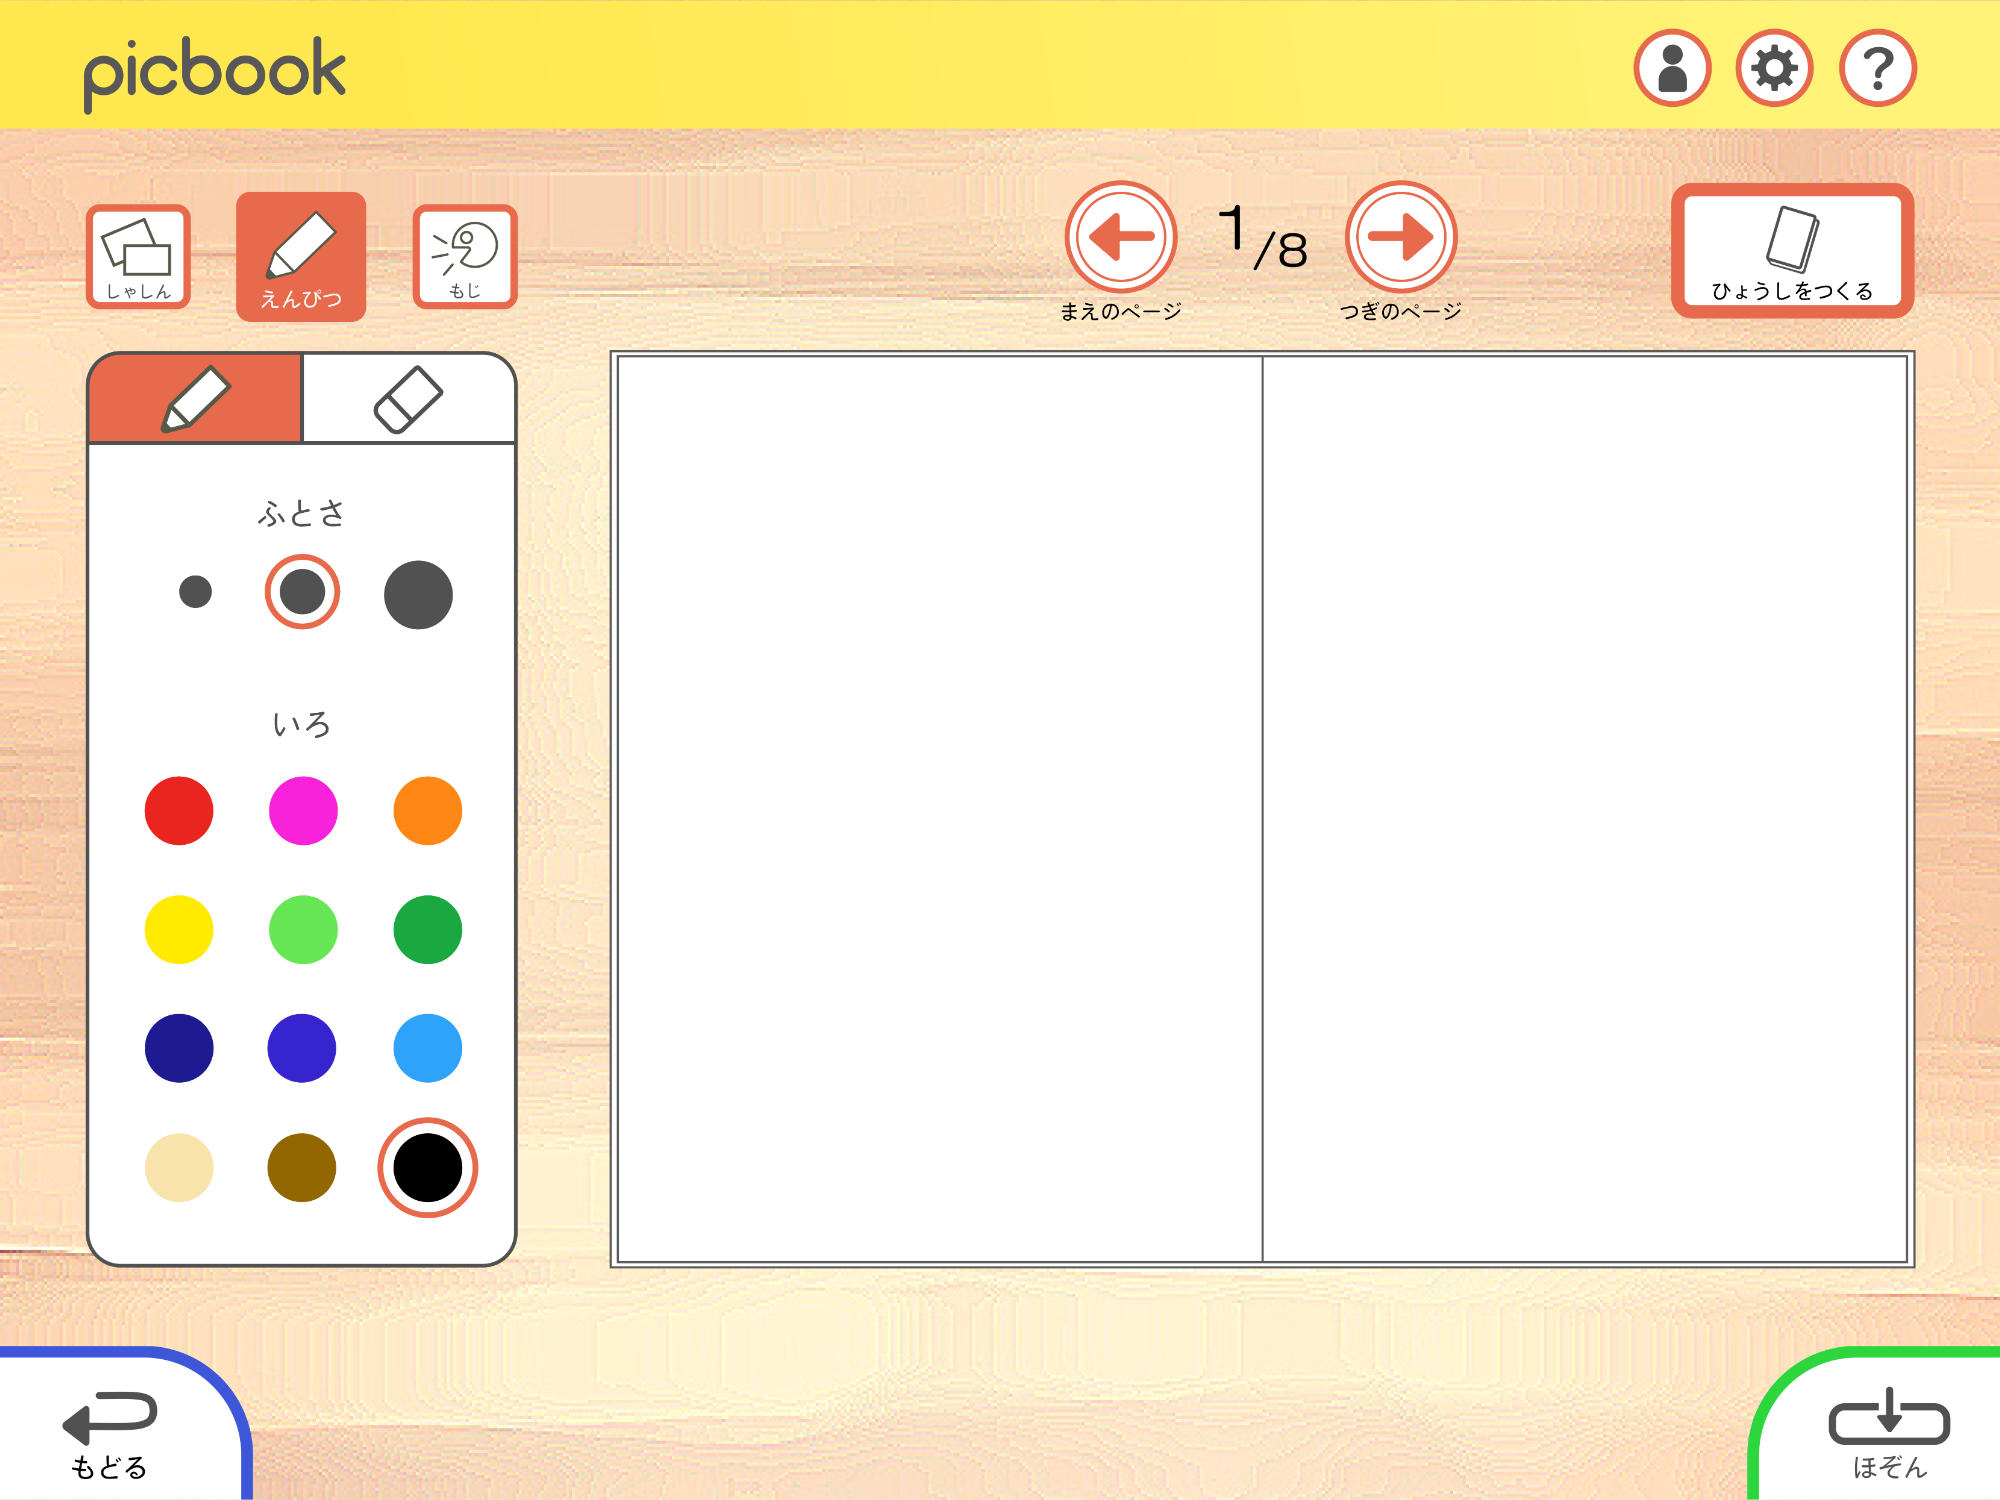 picbook
?
しゃしん
えんぴつ
もじ
まえのページ
1/8
つぎのページ
ひょうしをつくる
ふとさ
いろ
もどる
ほぞん